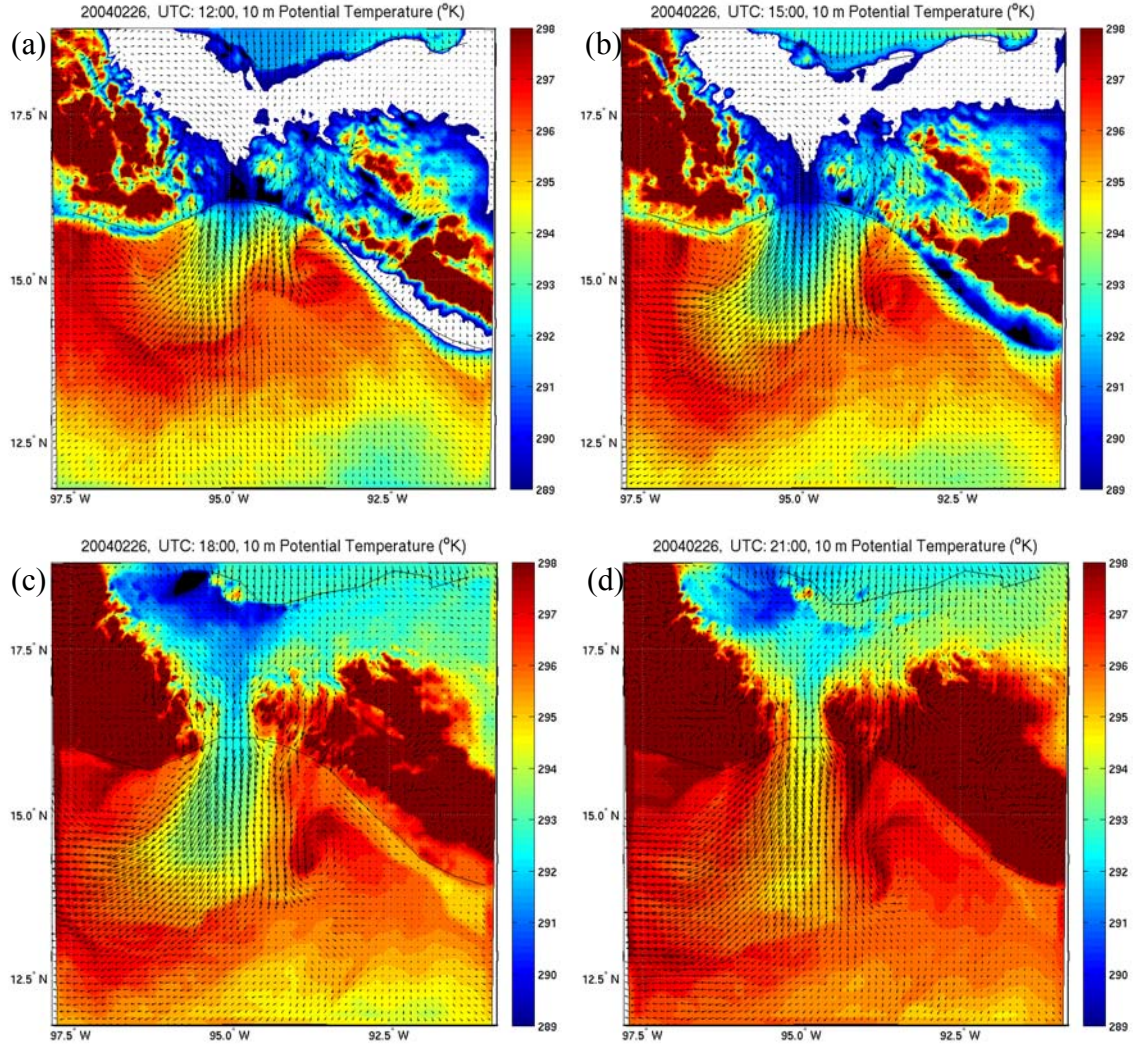 20040226, UTC: 12:00, 10 m Potential Temperature (°K)
(a)
17.5° N
15.0° N
12.5° N
97.5° W
95.0° W
92.5° W
298
297
296
295
294
293
292
291
290
289
20040226, UTC: 15:00, 10 m Potential Temperature (°K)
(b)
17.5° N
15.0° N
12.5° N
97.5° W
95.0° W
92.5° W
298
297
296
295
294
293
292
291
290
289
20040226, UTC: 18:00, 10 m Potential Temperature (°K)
(c)
17.5° N
15.0° N
12.5° N
97.5° W
95.0° W
92.5° W
298
297
296
295
294
293
292
291
290
289
20040226, UTC: 21:00, 10 m Potential Temperature (°K)
(d)
17.5° N
15.0° N
12.5° N
97.5° W
95.0° W
92.5° W
298
297
296
295
294
293
292
291
290
289